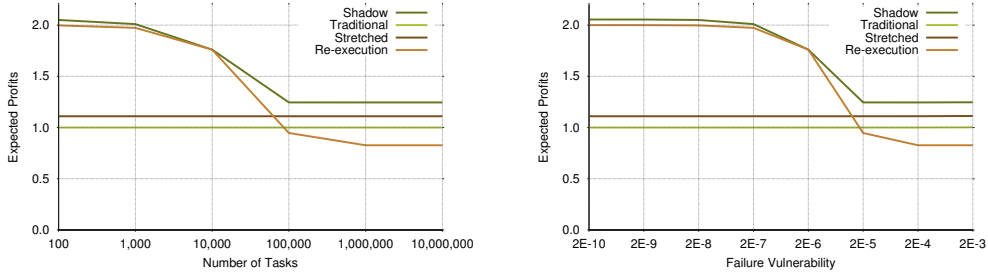 Expected Profits
2.0
1.5
1.0
0.5
0.0
100
1,000
10,000
100,000
1,000,000
10,000,000
Number of Tasks
Shadow
Traditional
Stretched
Re-execution
Expected Profits
2.0
1.5
1.0
0.5
0.0
2E-10
2E-9
2E-8
2E-7
2E-6
2E-5
2E-4
2E-3
Failure Vulnerability
Shadow
Traditional
Stretched
Re-execution